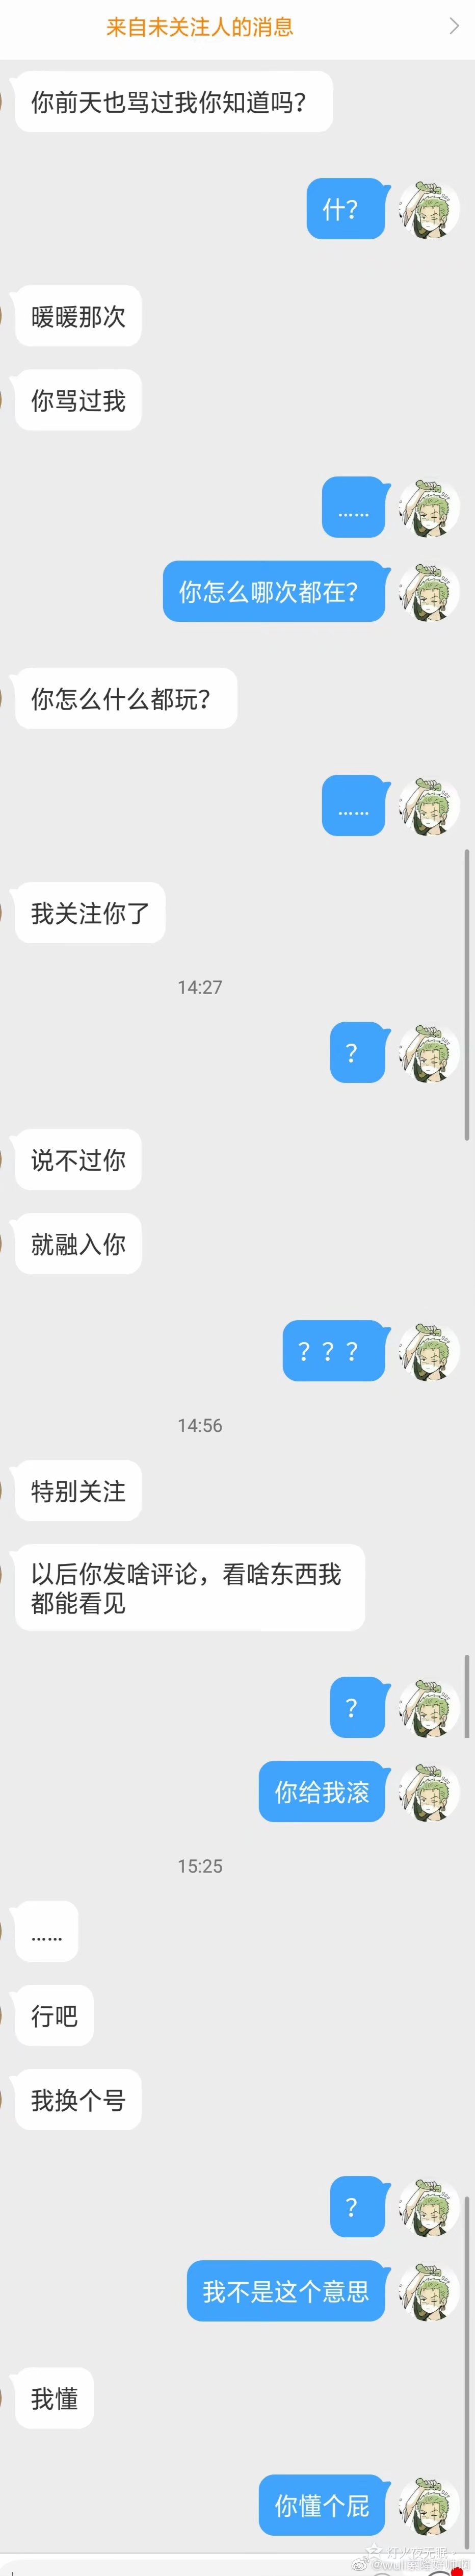 来自未关注人的消息
你前天也骂过我你知道吗？
什？
暖暖那次
你骂过我
……
你怎么哪次都在？
你怎么什么都玩？
……
我关注你了
14:27
？
说不过你
就融入你
？？？
14:56
特别关注
以后你发啥评论，看啥东西我
都能看见
？
你给我滚
15:25
……
行吧
我换个号
？
我不是这个意思
我懂
你懂个屁